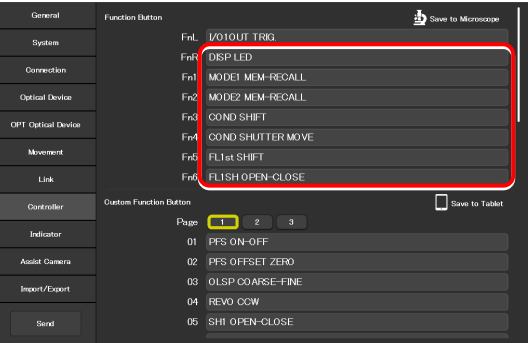 General
Function Button
Save to Microscope
FnL I/O1OUT TRIG.
System
FnR DISP LED
Connection
Fn1 MODE1 MEM-RECALL
Optical Device
Fn2 MODE2 MEM-RECALL
OPT Optical Device
Fn3 COND SHIFT
Fn4 COND SHUTTER MOVE
Movement
Fn5 FL1st SHIFT
Link
Fn6 FL1SH OPEN-CLOSE
Controller
Custom Function Button
Save to Tablet
Page 1 2 3
Indicator
01 PFS ON-OFF
Assist Camera
02 PFS OFFSET ZERO
Import/Export
03 OLSP COARSE-FINE
04 REVO CCW
Send
05 SH1 OPEN-CLOSE